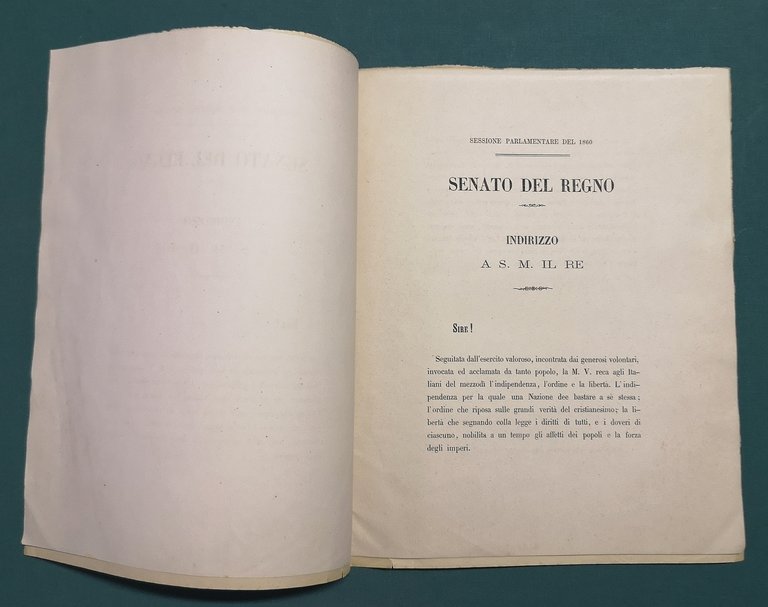 SESSIONE PARLAMENTARE DEL 1860
SENATO DEL REGNO
INDIRIZZO
A S. M. IL RE
SIRE!
Seguitata dall'esercito valoroso, incontrata dai generosi volontari,
invocata ed acclamata da tanto popolo, la M. V. reca agli Ita-
liani del mezzodì l'indipendenza, l'ordine e la libertà. L'indi-
pendenza per la quale una Nazione dee bastare a sè stessa;
l'ordine che riposa sulle grandi verità del cristianesimo; la li-
bertà che segnando colla legge i diritti di tutti, e i doveri di
ciascuno, nobilita a un tempo gli affetti dei popoli e la forza
degli imperi.